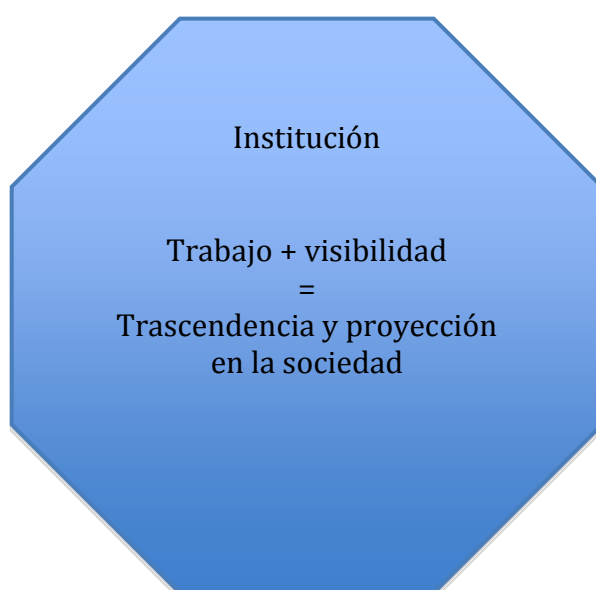 Institución
Trabajo + visibilidad
=
Trascendencia y proyección
en la sociedad